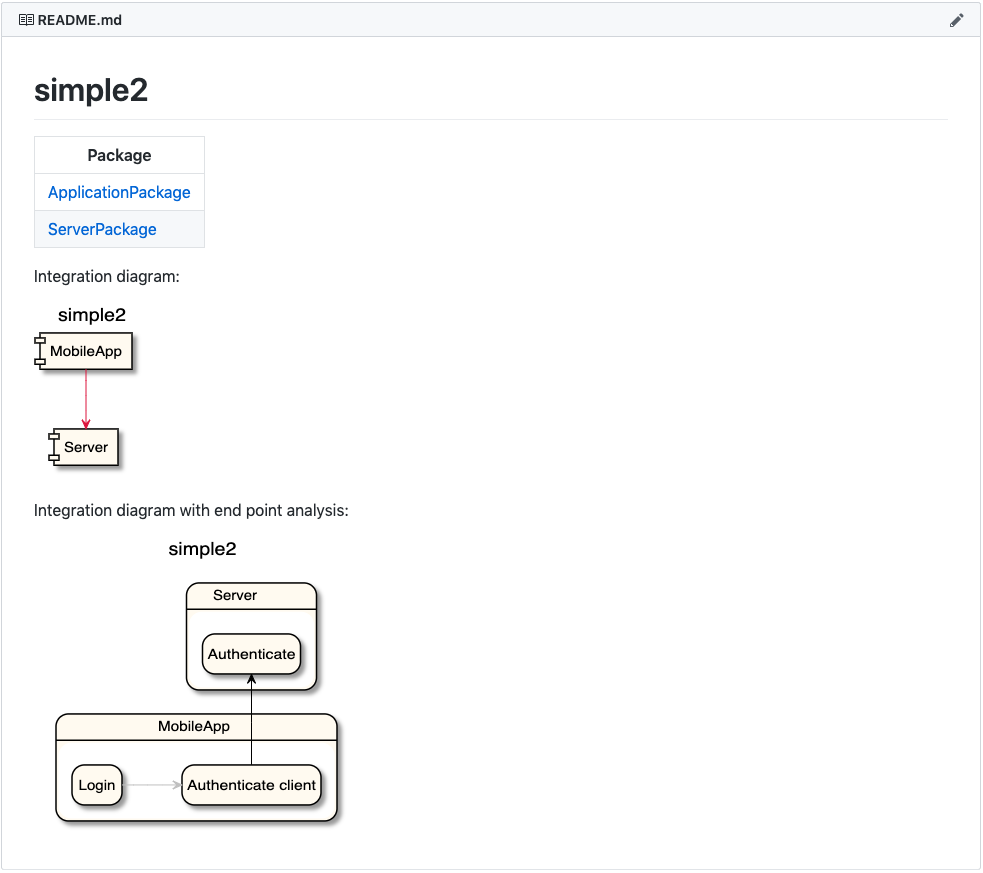 README.md
simple2
Package
ApplicationPackage
ServerPackage
Integration diagram:
simple2
MobileApp
Server
Integration diagram with end point analysis:
simple2
Server
Authenticate
MobileApp
Login
Authenticate client